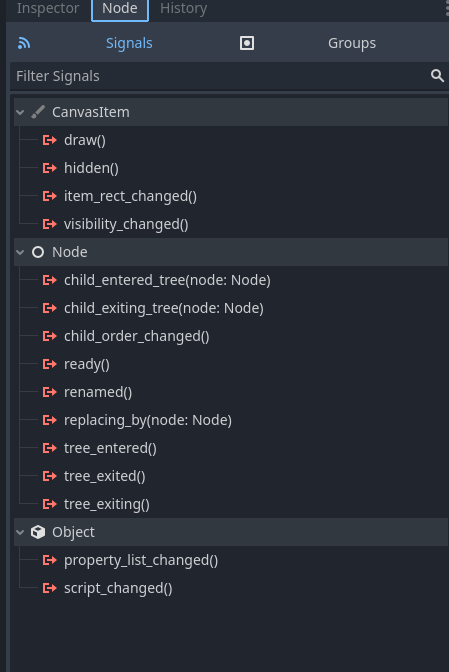 Inspector Node History
Signals Groups
Filter Signals
CanvasItem
draw()
hidden()
item_rect_changed()
visibility_changed()
Node
child_entered_tree(node: Node)
child_exiting_tree(node: Node)
child_order_changed()
ready()
renamed()
replacing_by(node: Node)
tree_entered()
tree_exited()
tree_exiting()
Object
property_list_changed()
script_changed()